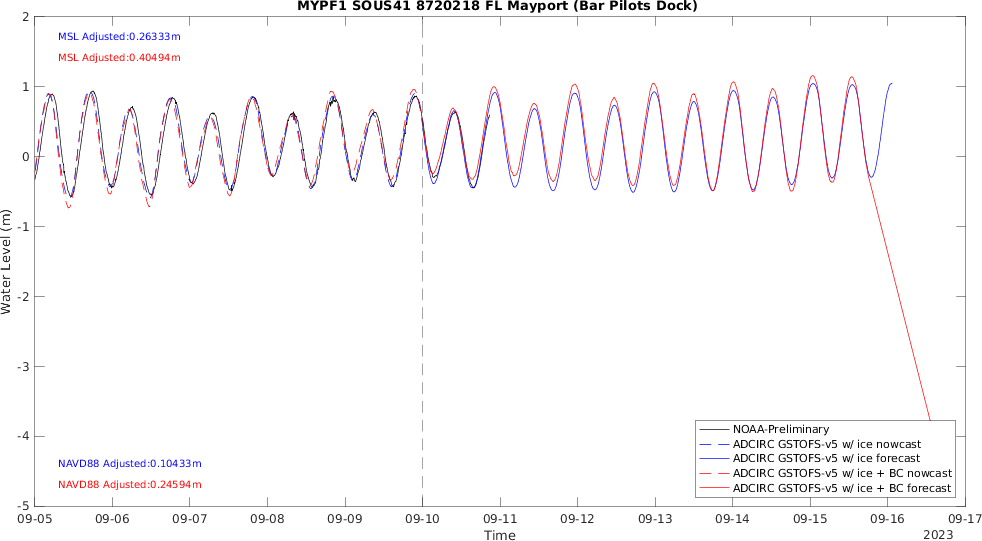 MYPF1 SOUS41 8720218 FL Mayport (Bar Pilots Dock)
MSL Adjusted:0.26333m
MSL Adjusted:0.40494m
NAVD88 Adjusted:0.10433m
NAVD88 Adjusted:0.24594m
Water Level (m)
2
1
0
-1
-2
-3
-4
-5
NOAA-Preliminary
ADCIRC GSTOFS-v5 w/ ice nowcast
ADCIRC GSTOFS-v5 w/ ice forecast
ADCIRC GSTOFS-v5 w/ ice + BC nowcast
ADCIRC GSTOFS-v5 w/ ice + BC forecast
09-05 09-06 09-07 09-08 09-09 09-10 09-11 09-12 09-13 09-14 09-15 09-16 09-17
Time
2023